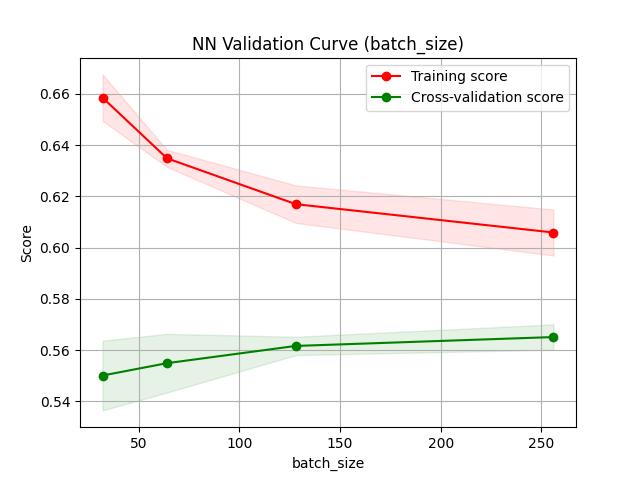 NN Validation Curve (batch_size)
Training score
Cross-validation score
Score
0.66
0.64
0.62
0.60
0.58
0.56
0.54
50 100 150 200 250
batch_size